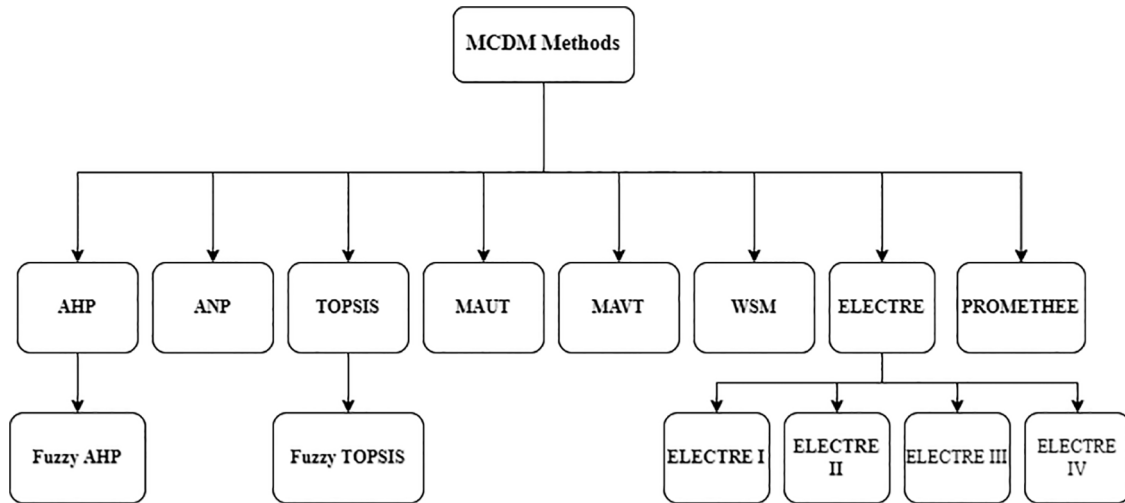 MCDM Methods
AHP
ANP
TOPSIS
MAUT
MAVT
WSM
ELECTRE
PROMETHEE
Fuzzy AHP
Fuzzy TOPSIS
ELECTRE I
ELECTRE
II
ELECTRE III
ELECTRE
IV